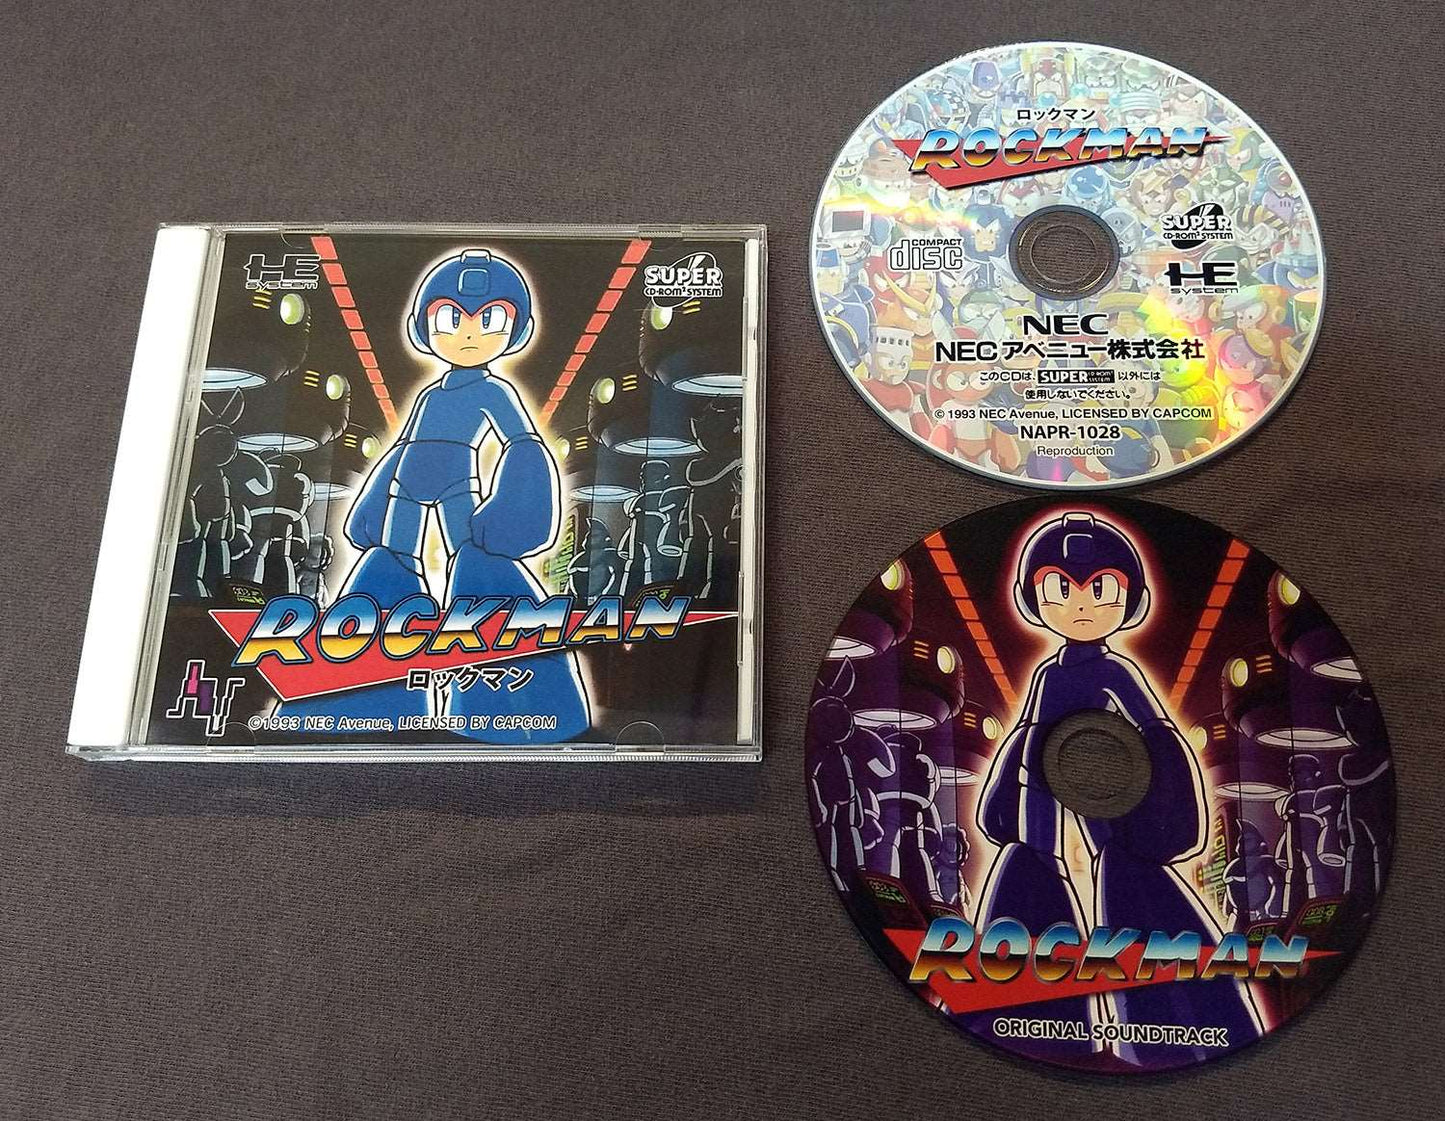 HE
system
SUPER
CD-ROM² SYSTEM
ROCKMAN
ロックマン
©1993 NEC Avenue, LICENSED BY CAPCOM
ロックマン
ROCKMAN
COMPACT
disc
SUPER
CD-ROM² SYSTEM
HE
system
NEC
NEC アベニュー株式会社
このCDは、SUPER CD-ROM² SYSTEM 以外には
使用しないでください。
© 1993 NEC Avenue, LICENSED BY CAPCOM
NAPR-1028
Reproduction
ROCKMAN
ORIGINAL SOUNDTRACK